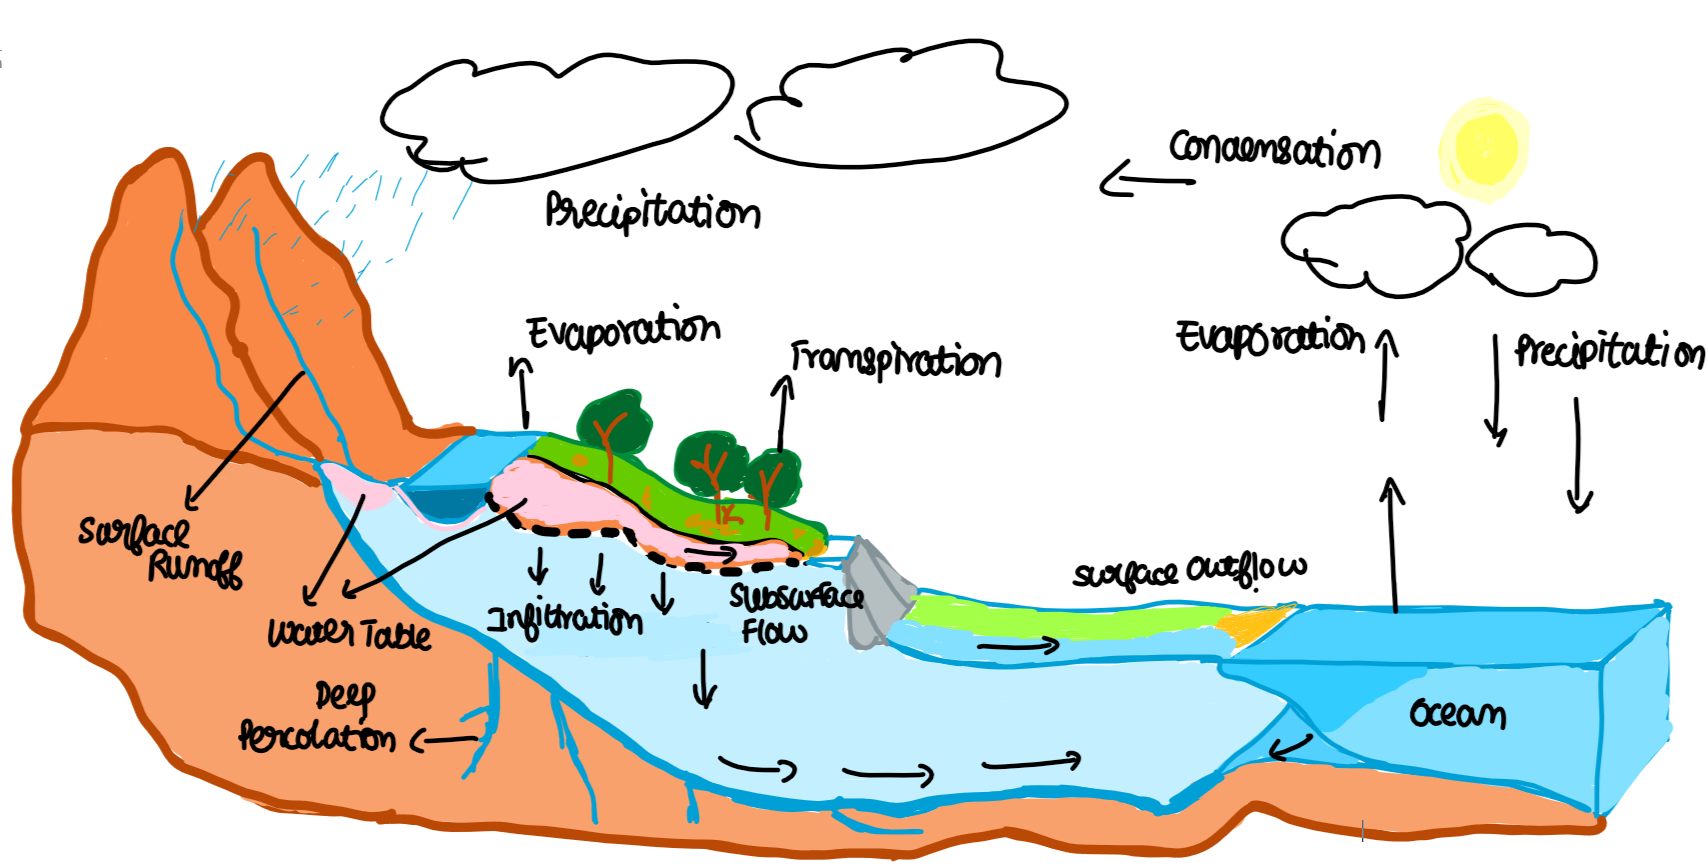 Condensation
Precipitation
Evaporation
Transpiration
Evaporation
Precipitation
Surface
Runoff
Water Table
Infiltration
Subsurface
Flow
Surface Outflow
Deep
Percolation
Ocean